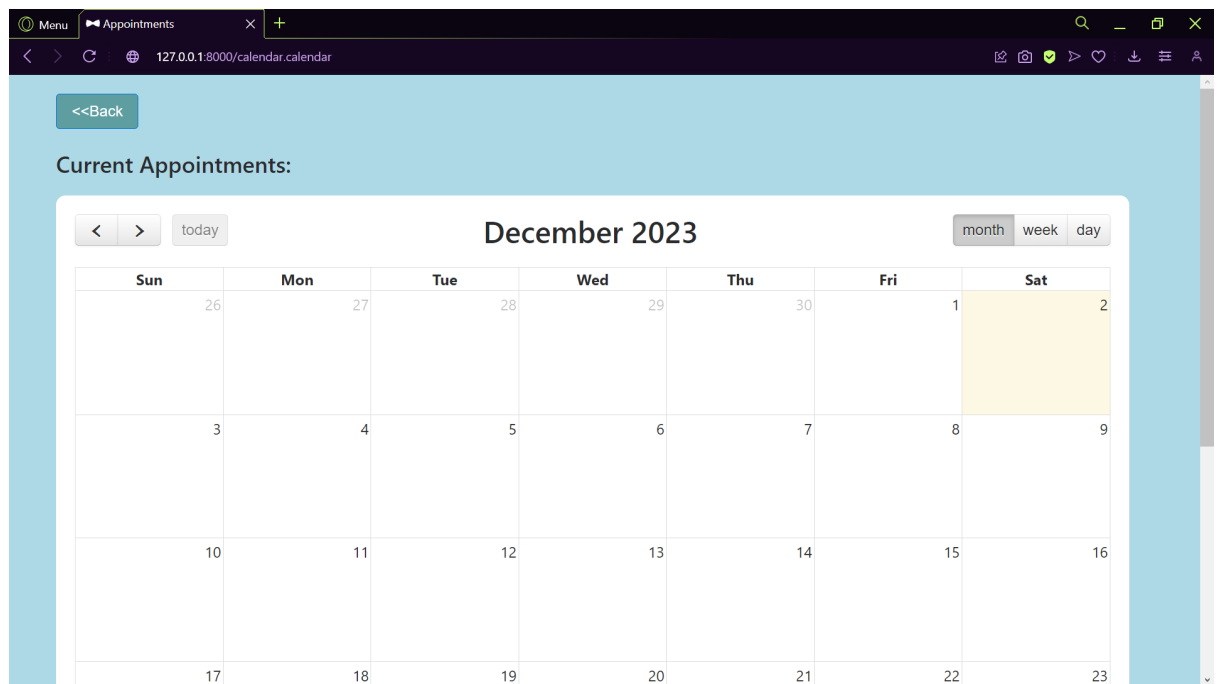 Menu Appointments
127.0.0.1:8000/calendar.calendar
<<Back
Current Appointments:
today December 2023 month week day
Sun Mon Tue Wed Thu Fri Sat
26 27 28 29 30 1 2
3 4 5 6 7 8 9
10 11 12 13 14 15 16
17 18 19 20 21 22 23